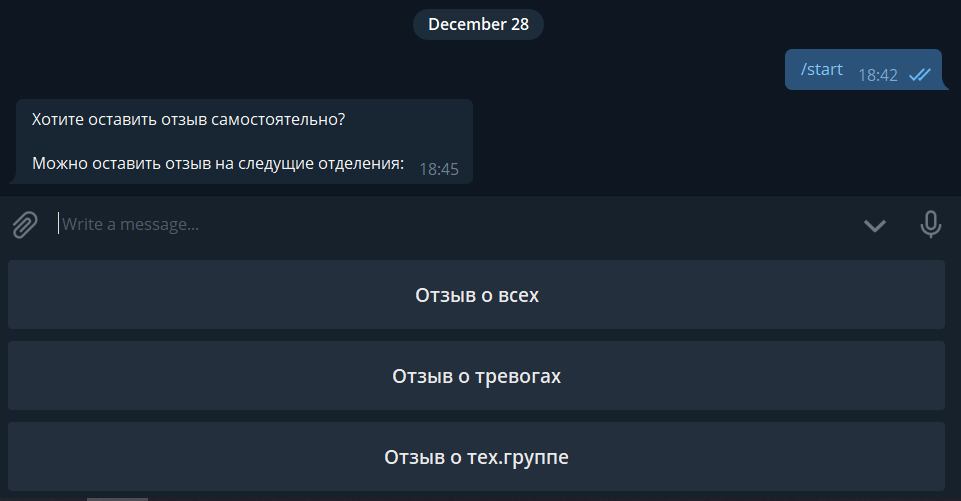 December 28
/start 18:42
Хотите оставить отзыв самостоятельно?
Можно оставить отзыв на следущие отделения: 18:45
Write a message...
Отзыв о всех
Отзыв о тревогах
Отзыв о тех.группе